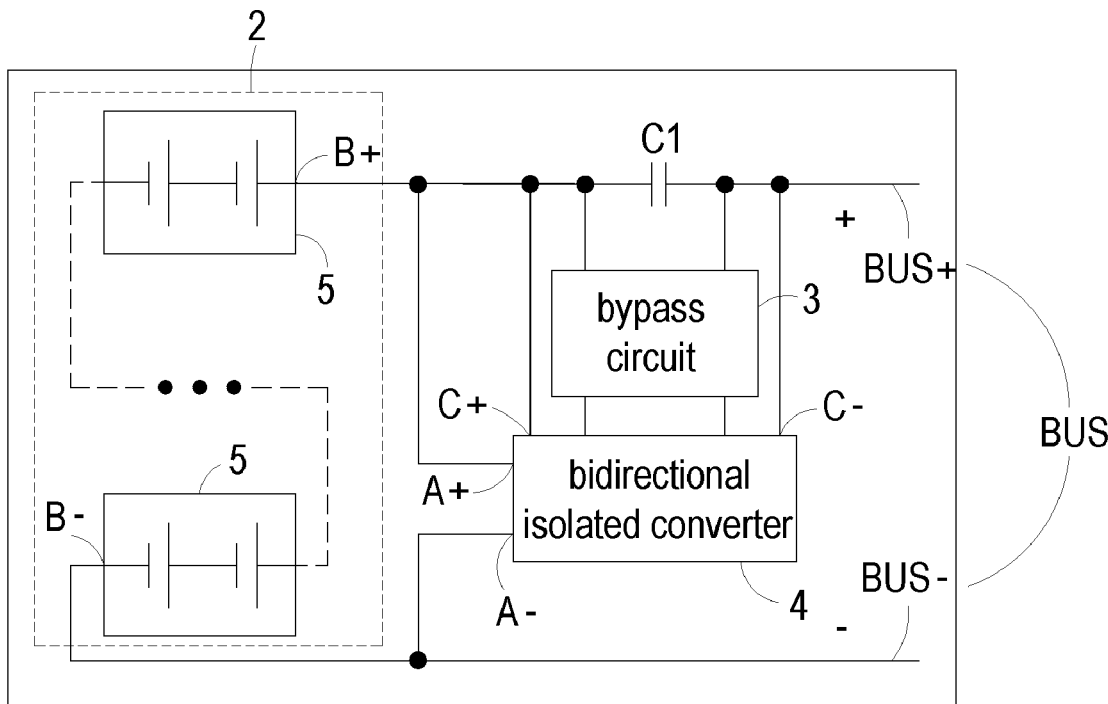 2
B+
C1
+
BUS+
5
bypass
circuit
3
C+
C-
BUS
5
A+
bidirectional
isolated converter
B-
A-
4
BUS-
-